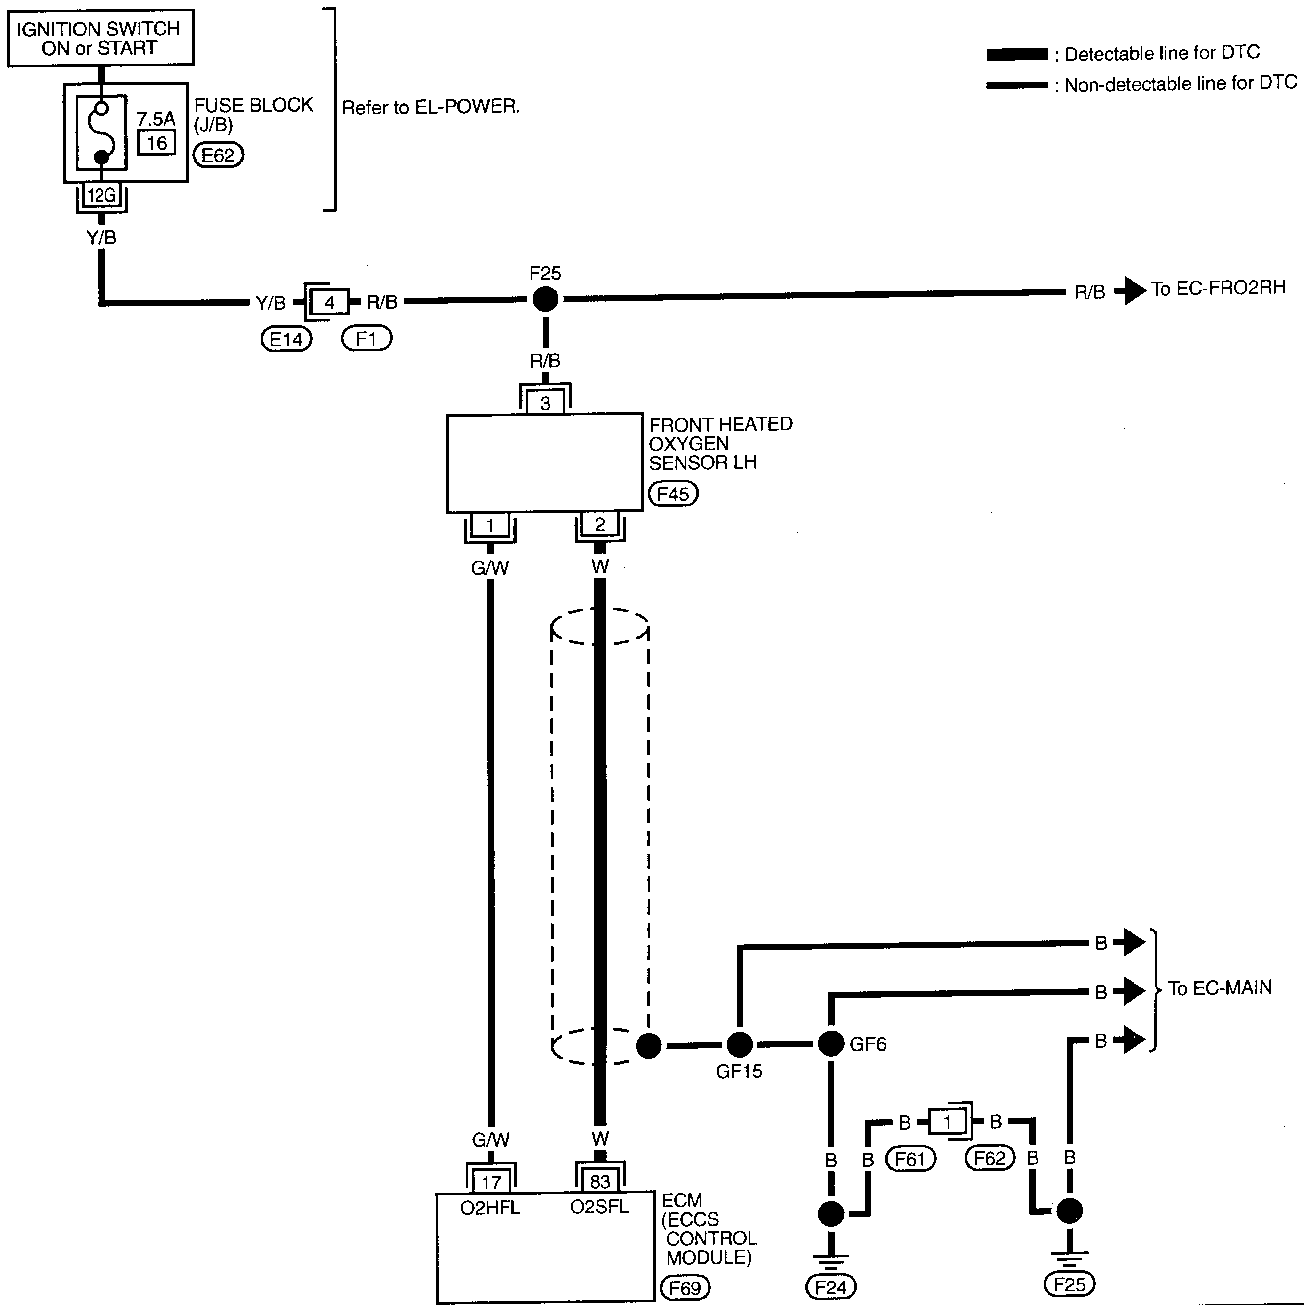 IGNITION SWITCH
ON or START
7.5A
16
FUSE BLOCK
(J/B)
E62
Refer to EL-POWER.
: Detectable line for DTC
: Non-detectable line for DTC
12G
Y/B
Y/B
4
R/B
E14
F1
F25
R/B
To EC-FRO2RH
R/B
3
FRONT HEATED
OXYGEN
SENSOR LH
F45
1
2
G/W
W
B
B
To EC-MAIN
B
GF15
GF6
G/W
W
B
1
B
F61
F62
B
B
B
B
17
83
O2HFL
O2SFL
ECM
(ECCS
CONTROL
MODULE)
F69
F24
F25